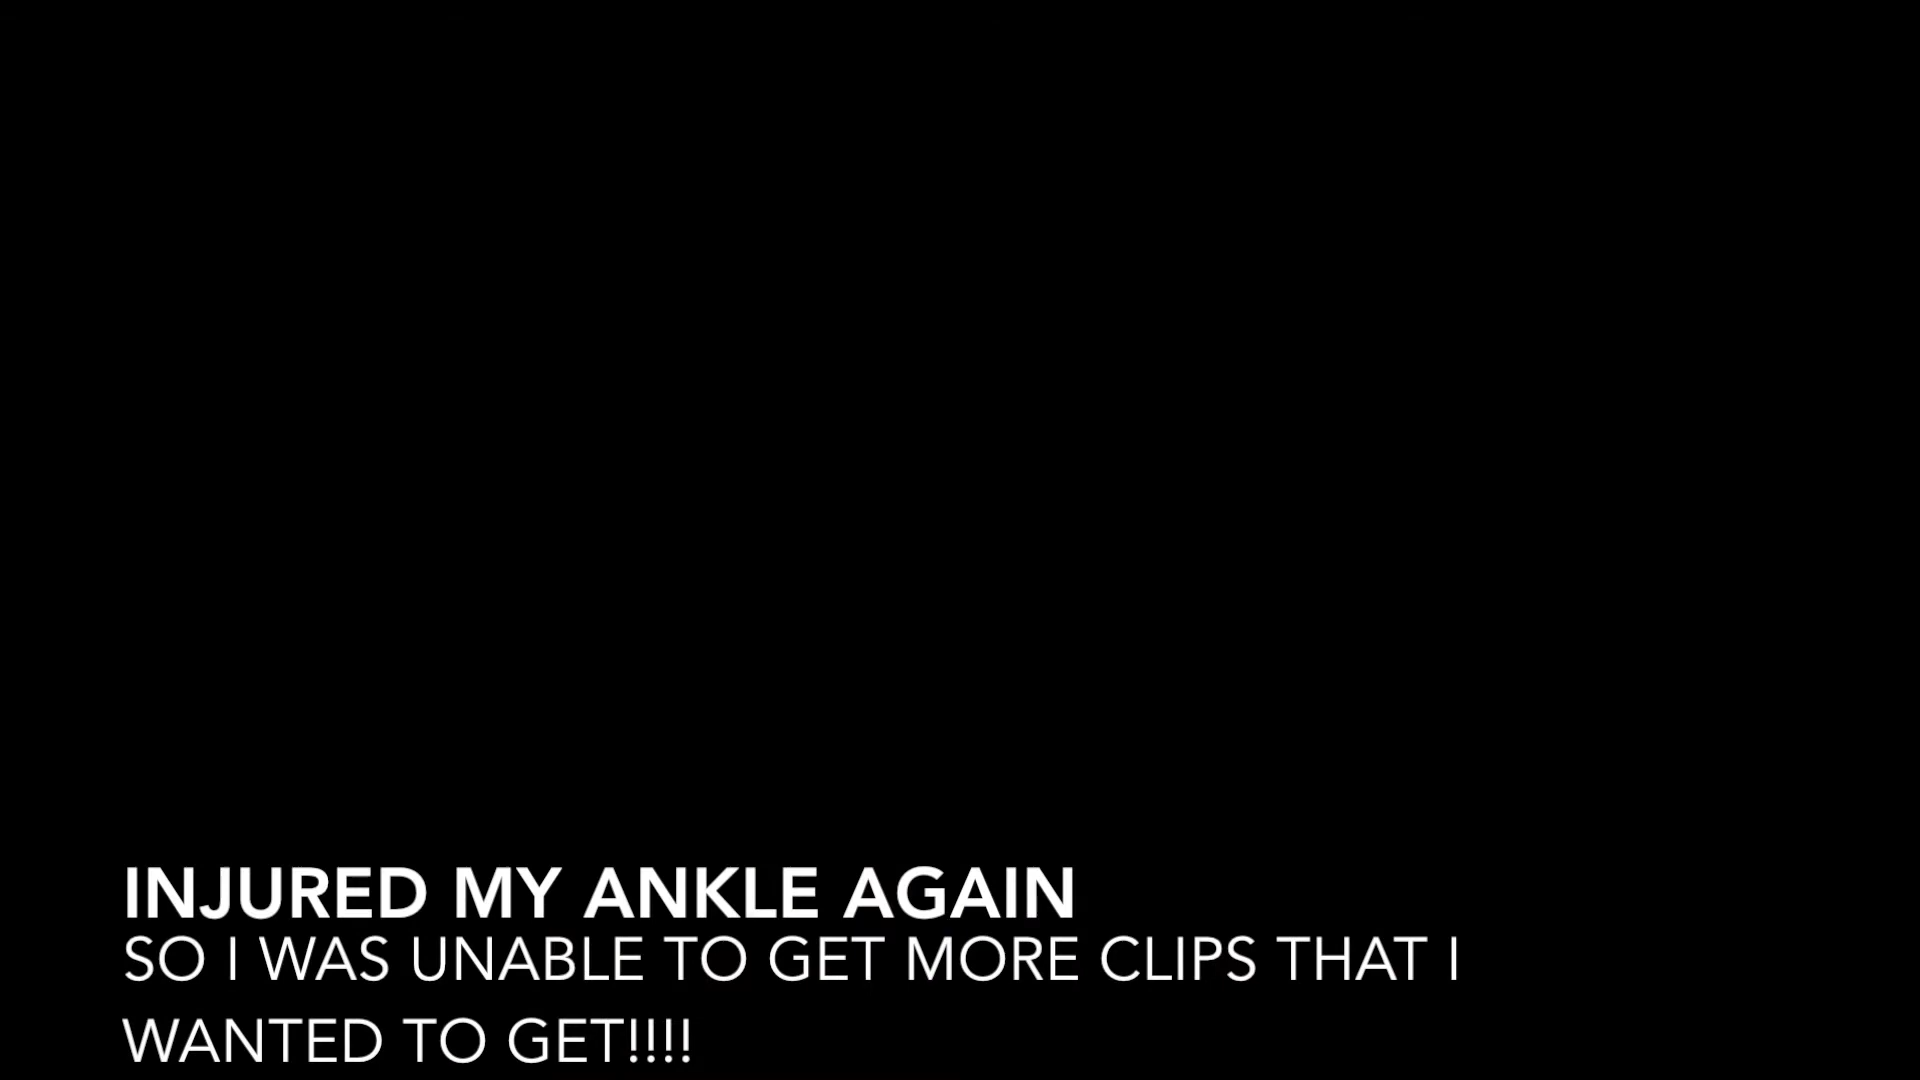 INJURED MY ANKLE AGAIN
SO I WAS UNABLE TO GET MORE CLIPS THAT I
WANTED TO GET!!!!